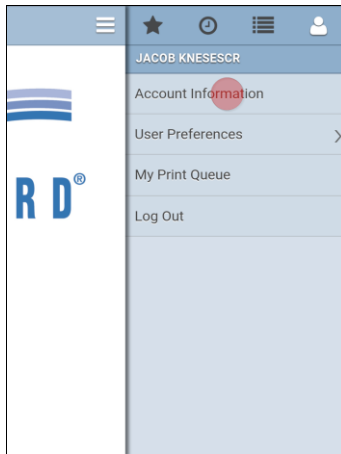 JACOB KNESESCR
Account Information
User Preferences
My Print Queue
R D®
Log Out